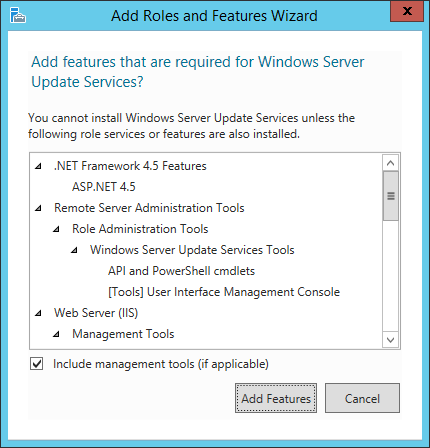 Add Roles and Features Wizard
x
Add features that are required for Windows Server
Update Services?
You cannot install Windows Server Update Services unless the
following role services or features are also installed.
.NET Framework 4.5 Features
ASP.NET 4.5
Remote Server Administration Tools
Role Administration Tools
Windows Server Update Services Tools
API and PowerShell cmdlets
[Tools] User Interface Management Console
Web Server (IIS)
Management Tools
Include management tools (if applicable)
Add Features
Cancel